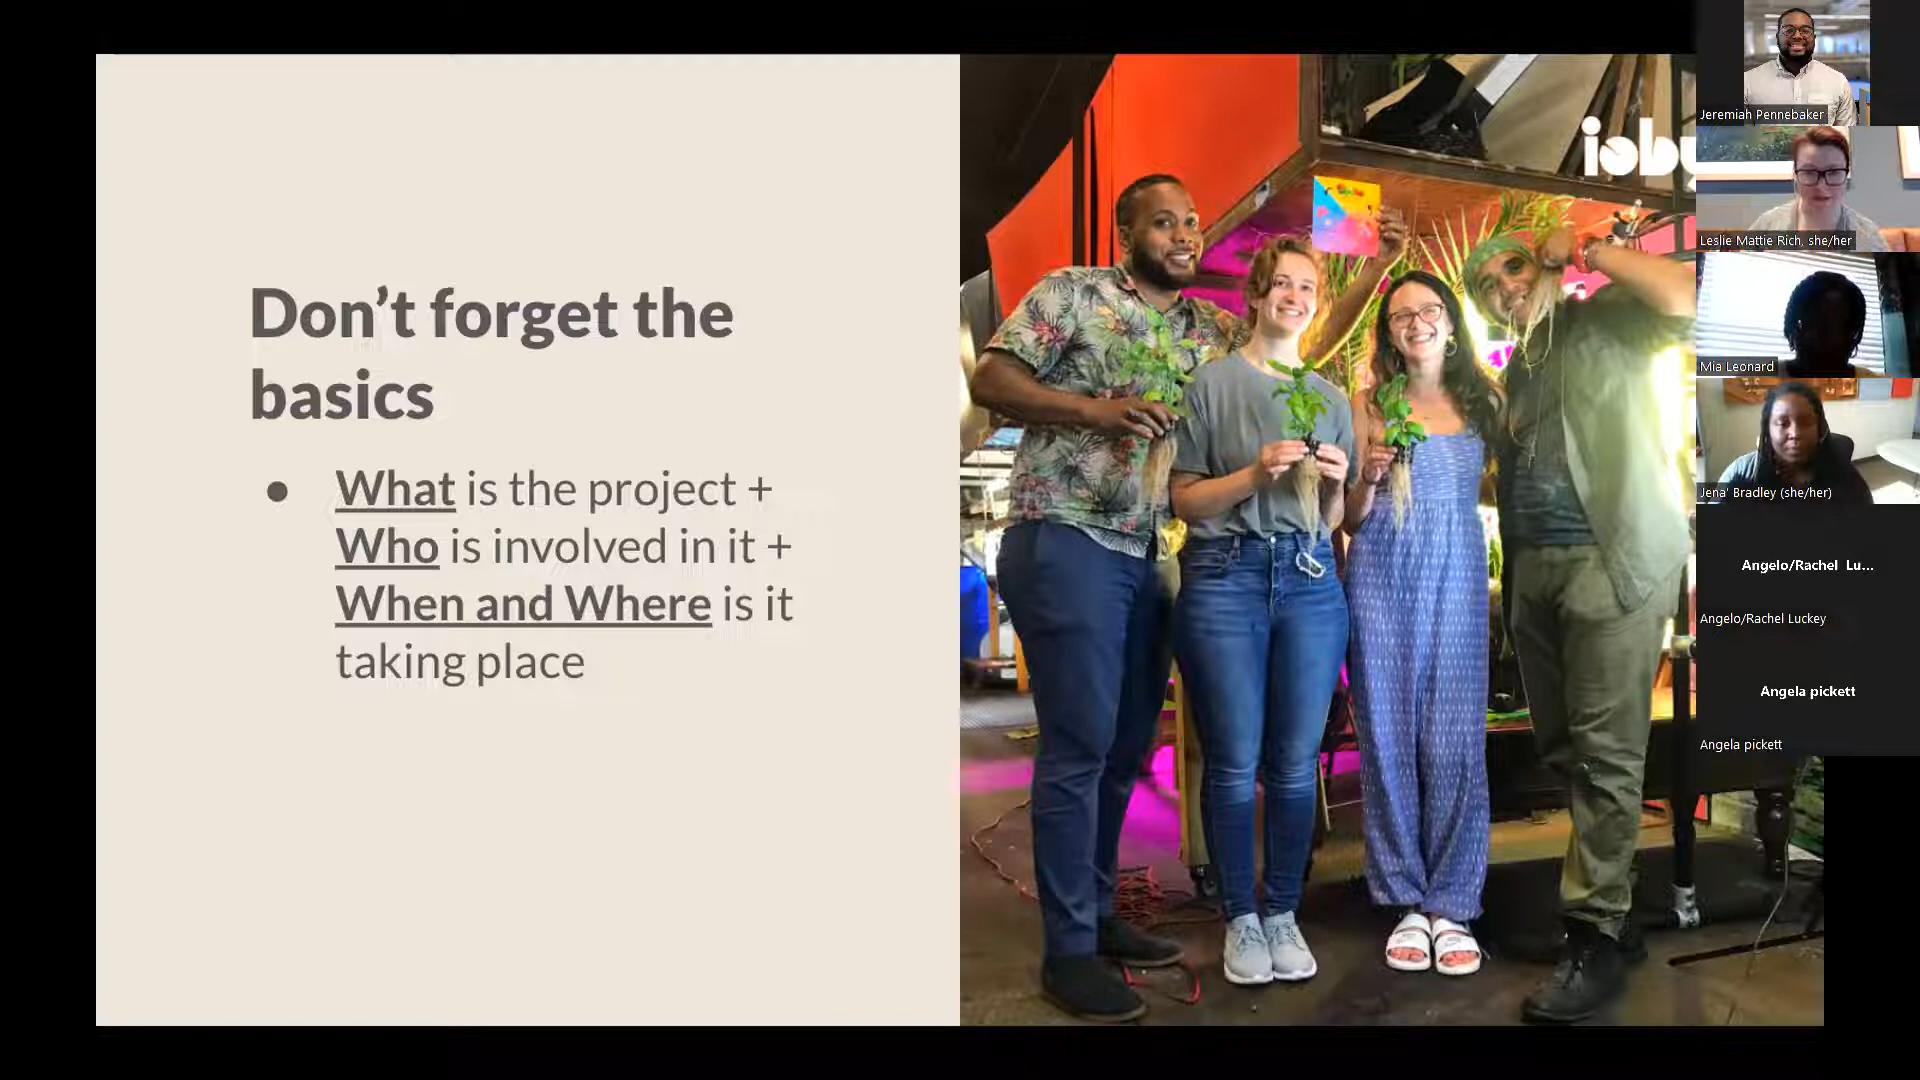 Don’t forget the
basics
● What is the project +
Who is involved in it +
When and Where is it
taking place
ioby
Jeremiah Pennebaker
Leslie Mattie Rich, she/her
Mia Leonard
Jena' Bradley (she/her)
Angelo/Rachel Lu...
Angelo/Rachel Luckey
Angela pickett
Angela pickett